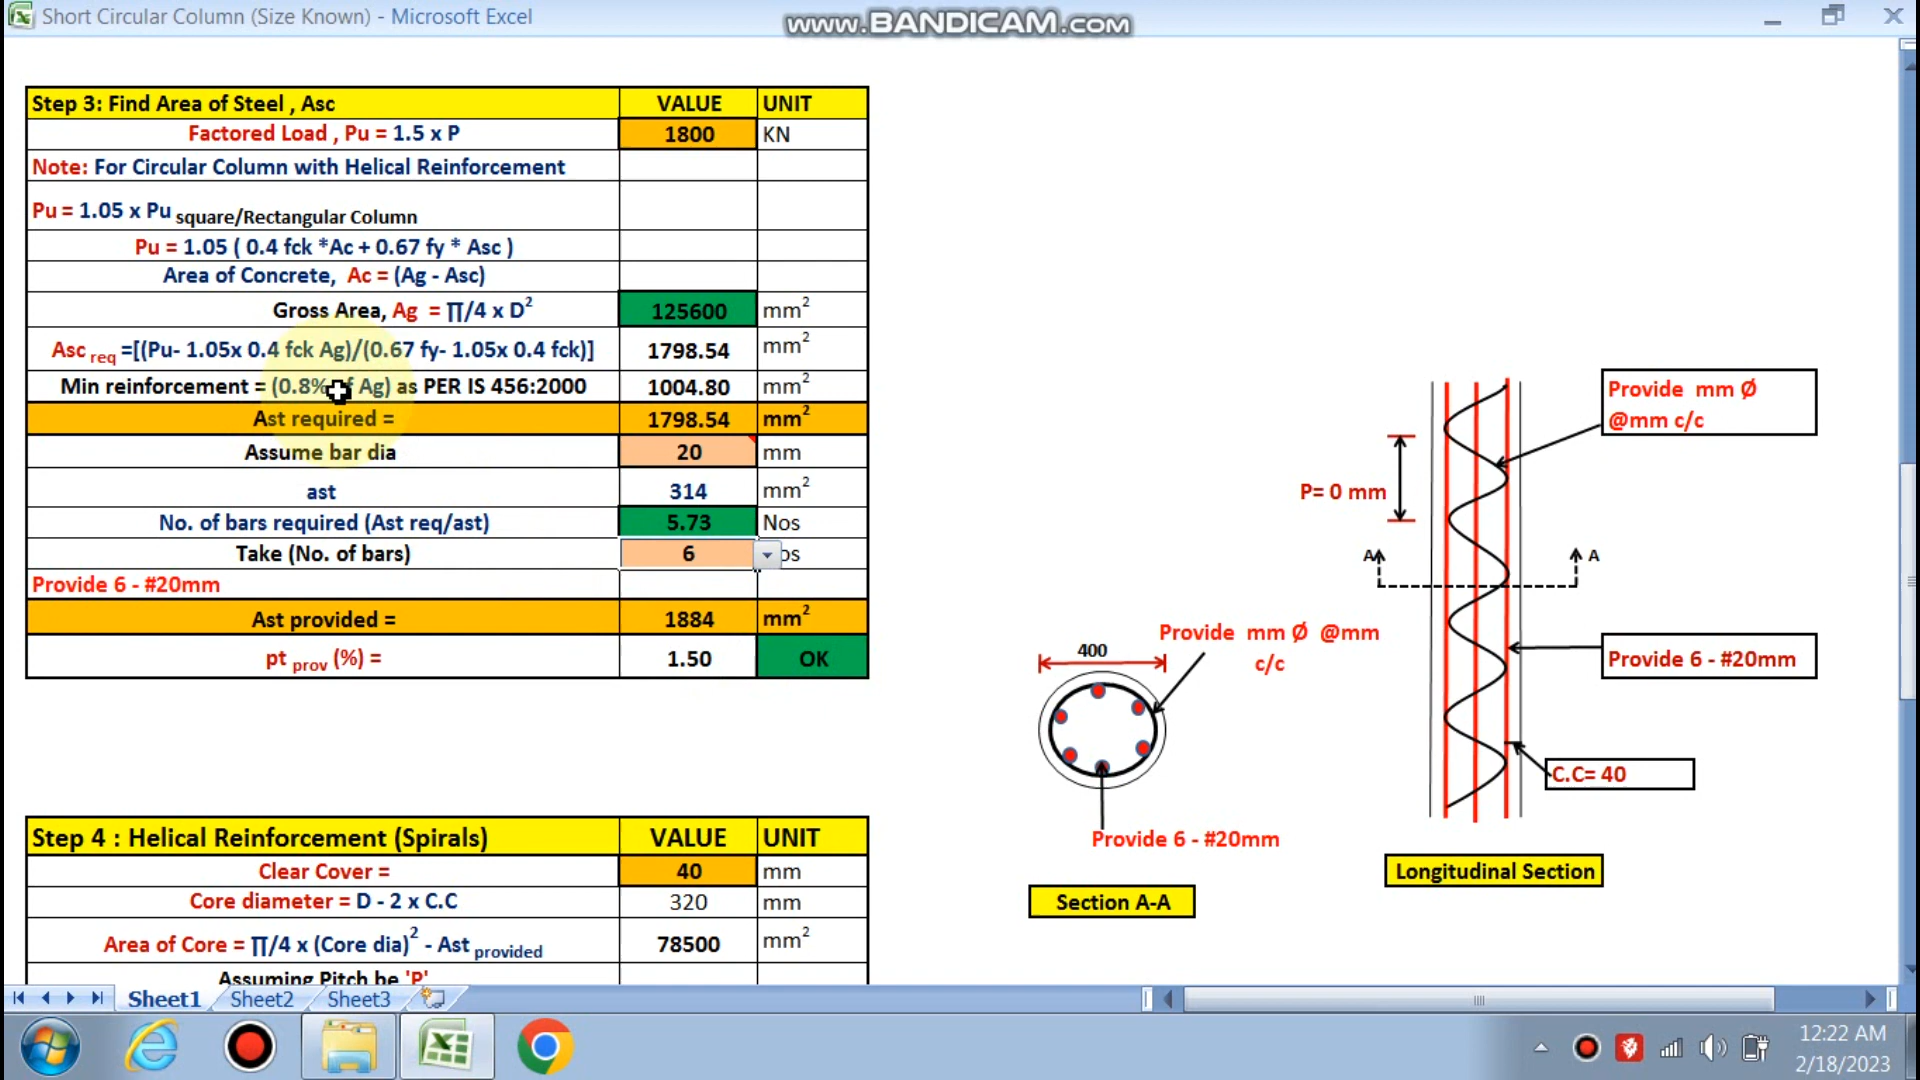 Short Circular Column (Size Known) - Microsoft Excel
www.BANDICAM.com
Step 3: Find Area of Steel , Asc VALUE UNIT
Factored Load , Pu = 1.5 x P 1800 KN
Note: For Circular Column with Helical Reinforcement
Pu = 1.05 x Pu square/Rectangular Column
Pu = 1.05 ( 0.4 fck *Ac + 0.67 fy * Asc )
Area of Concrete, Ac = (Ag - Asc)
Gross Area, Ag = ∏/4 x D² 125600 mm²
Asc req =[(Pu- 1.05x 0.4 fck Ag)/(0.67 fy- 1.05x 0.4 fck)] 1798.54 mm²
Min reinforcement = (0.8% of Ag) as PER IS 456:2000 1004.80 mm²
Ast required = 1798.54 mm²
Assume bar dia 20 mm
ast 314 mm²
No. of bars required (Ast req/ast) 5.73 Nos
Take (No. of bars) 6 os
Provide 6 - #20mm
Ast provided = 1884 mm²
pt prov (%) = 1.50 OK
Step 4 : Helical Reinforcement (Spirals) VALUE UNIT
Clear Cover = 40 mm
Core diameter = D - 2 x C.C 320 mm
Area of Core = ∏/4 x (Core dia)² - Ast provided 78500 mm²
Assuming Pitch be 'P'
400
Provide mm Ø @mm
c/c
Provide 6 - #20mm
Section A-A
Provide mm Ø
@mm c/c
P= 0 mm
A A
Provide 6 - #20mm
C.C= 40
Longitudinal Section
Sheet1 Sheet2 Sheet3
12:22 AM
2/18/2023